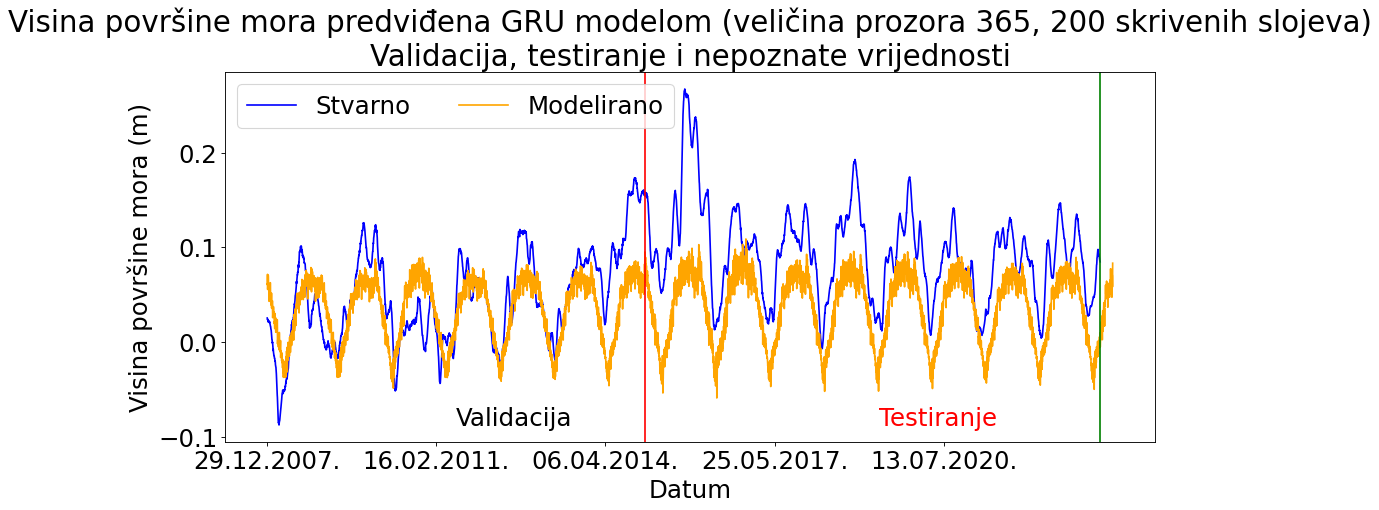 Visina površine mora predviđena GRU modelom (veličina prozora 365, 200 skrivenih slojeva)
Validacija, testiranje i nepoznate vrijednosti
Stvarno
Modelirano
Visina površine mora (m)
0.2
0.1
0.0
−0.1
Validacija
Testiranje
29.12.2007.
16.02.2011.
06.04.2014.
25.05.2017.
13.07.2020.
Datum